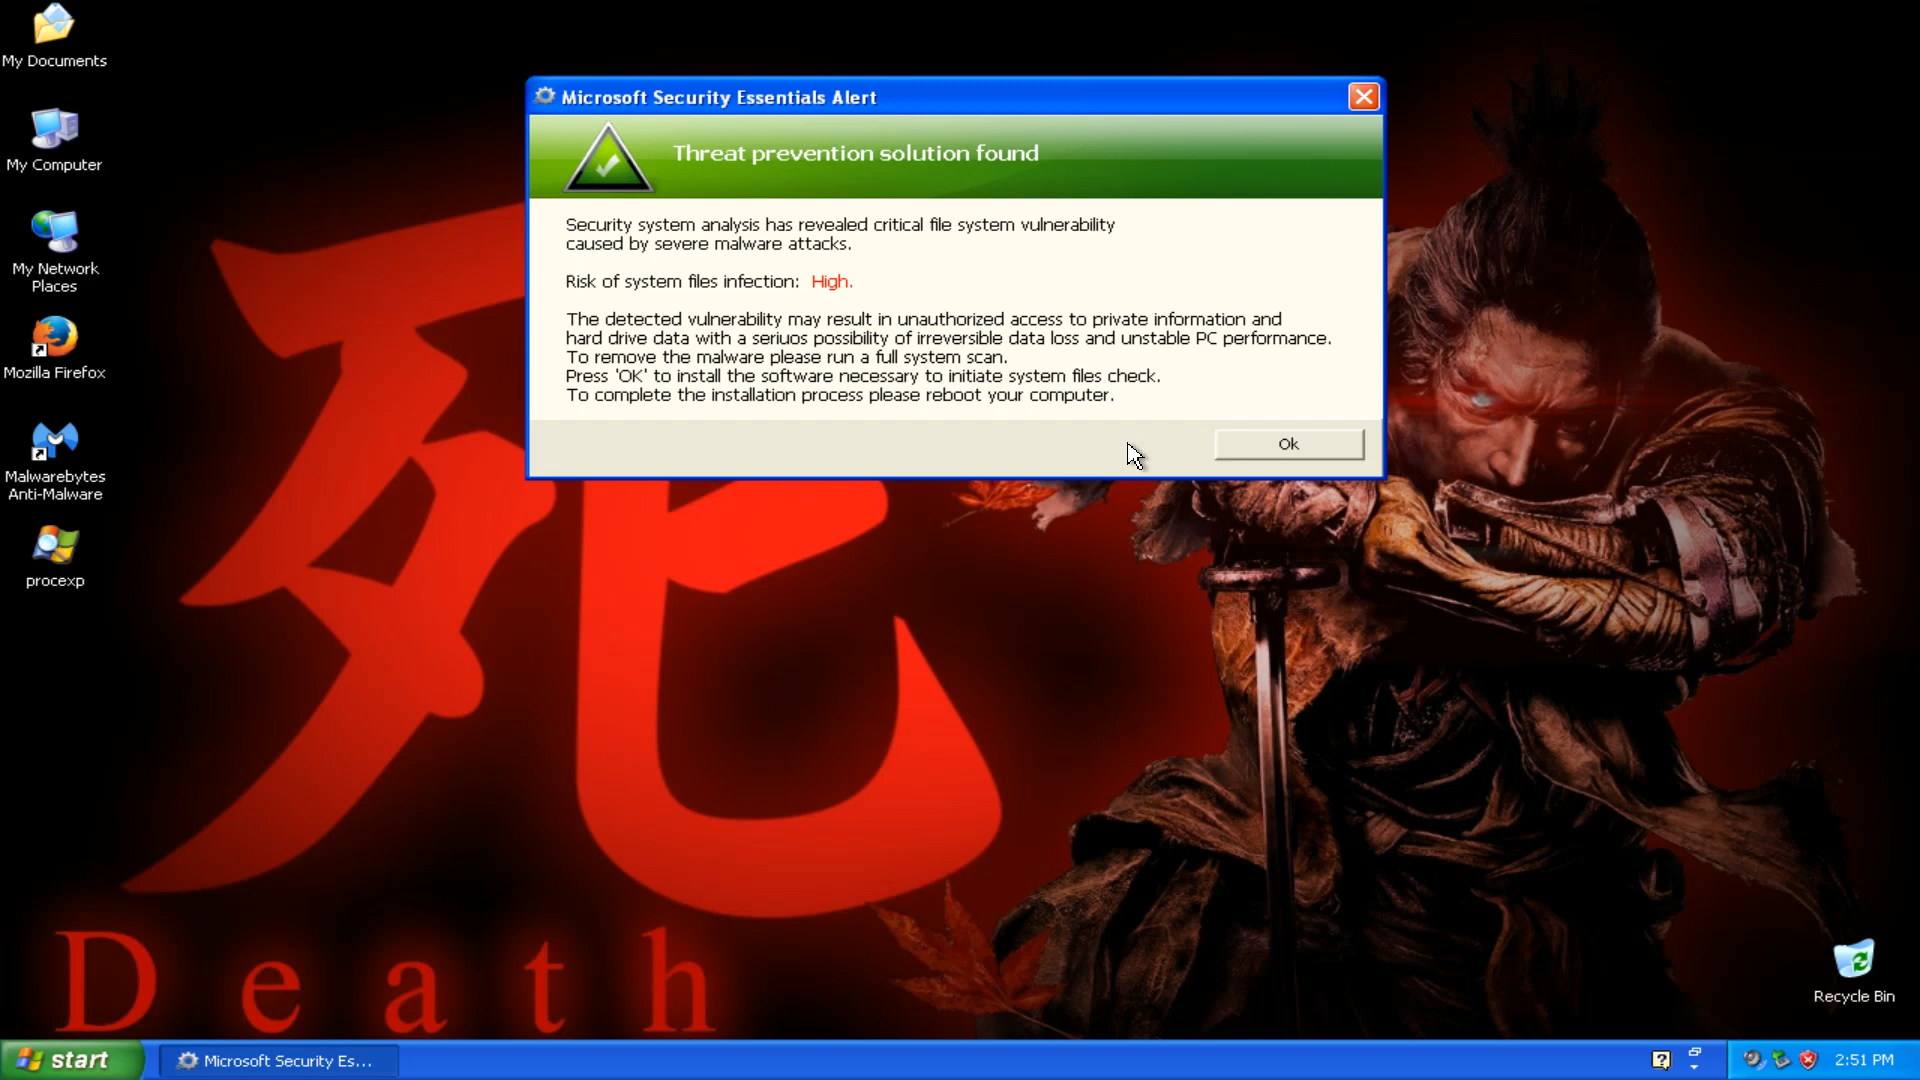 My Documents
My Computer
My Network
Places
Mozilla Firefox
Malwarebytes
Anti-Malware
procexp
Microsoft Security Essentials Alert
Threat prevention solution found
Security system analysis has revealed critical file system vulnerability
caused by severe malware attacks.
Risk of system files infection: High.
The detected vulnerability may result in unauthorized access to private information and
hard drive data with a seriuos possibility of irreversible data loss and unstable PC performance.
To remove the malware please run a full system scan.
Press 'OK' to install the software necessary to initiate system files check.
To complete the installation process please reboot your computer.
Ok
死
Death
Recycle Bin
start
Microsoft Security Es...
2:51 PM